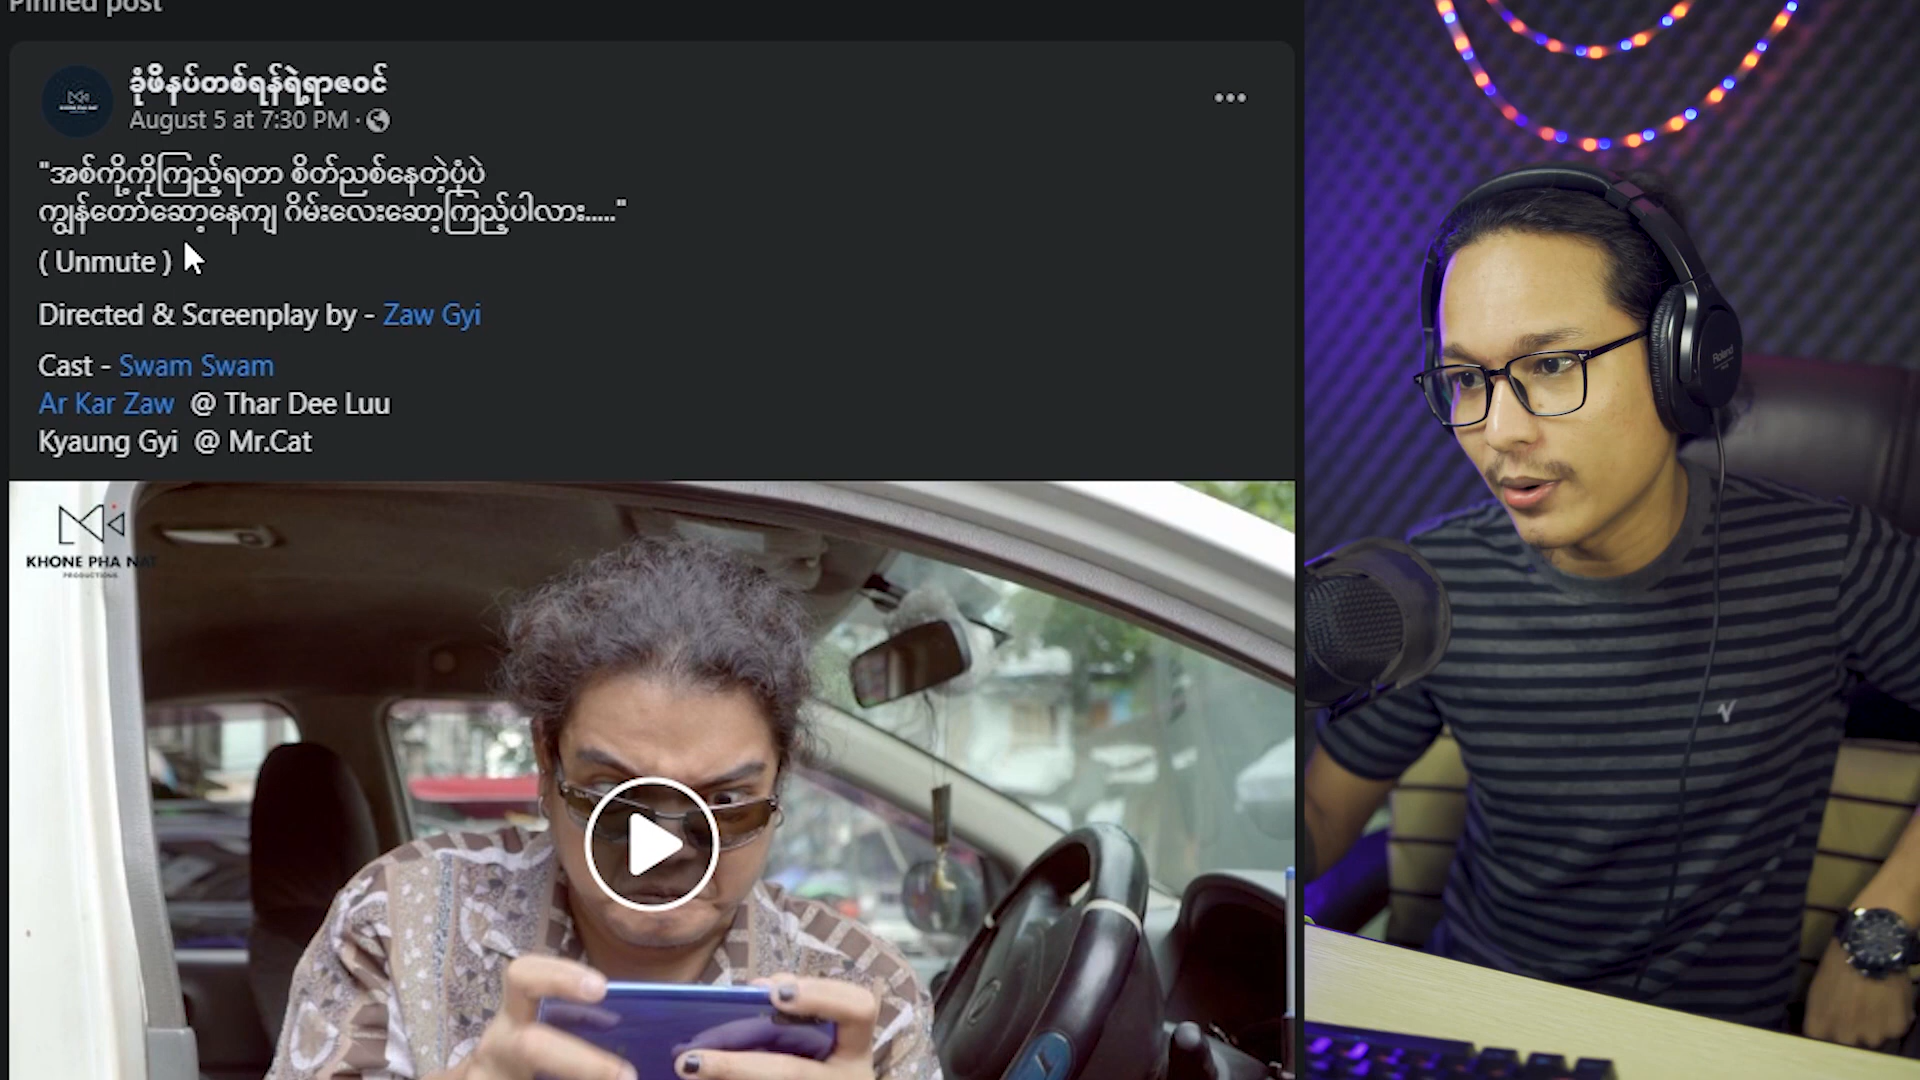 Pinned post
ခုံဖိနပ်တစ်ရန်ရဲ့ရာဇဝင်
August 5 at 7:30 PM ·
"အစ်ကို့ကိုကြည့်ရတာ စိတ်ညစ်နေတဲ့ပုံပဲ
ကျွန်တော်ဆော့နေကျ ဂိမ်းလေးဆော့ကြည့်ပါလား....."
( Unmute )
Directed & Screenplay by - Zaw Gyi
Cast - Swam Swam
Ar Kar Zaw @ Thar Dee Luu
Kyaung Gyi @ Mr.Cat
KHONE PHA NAT
PRODUCTIONS
Roland